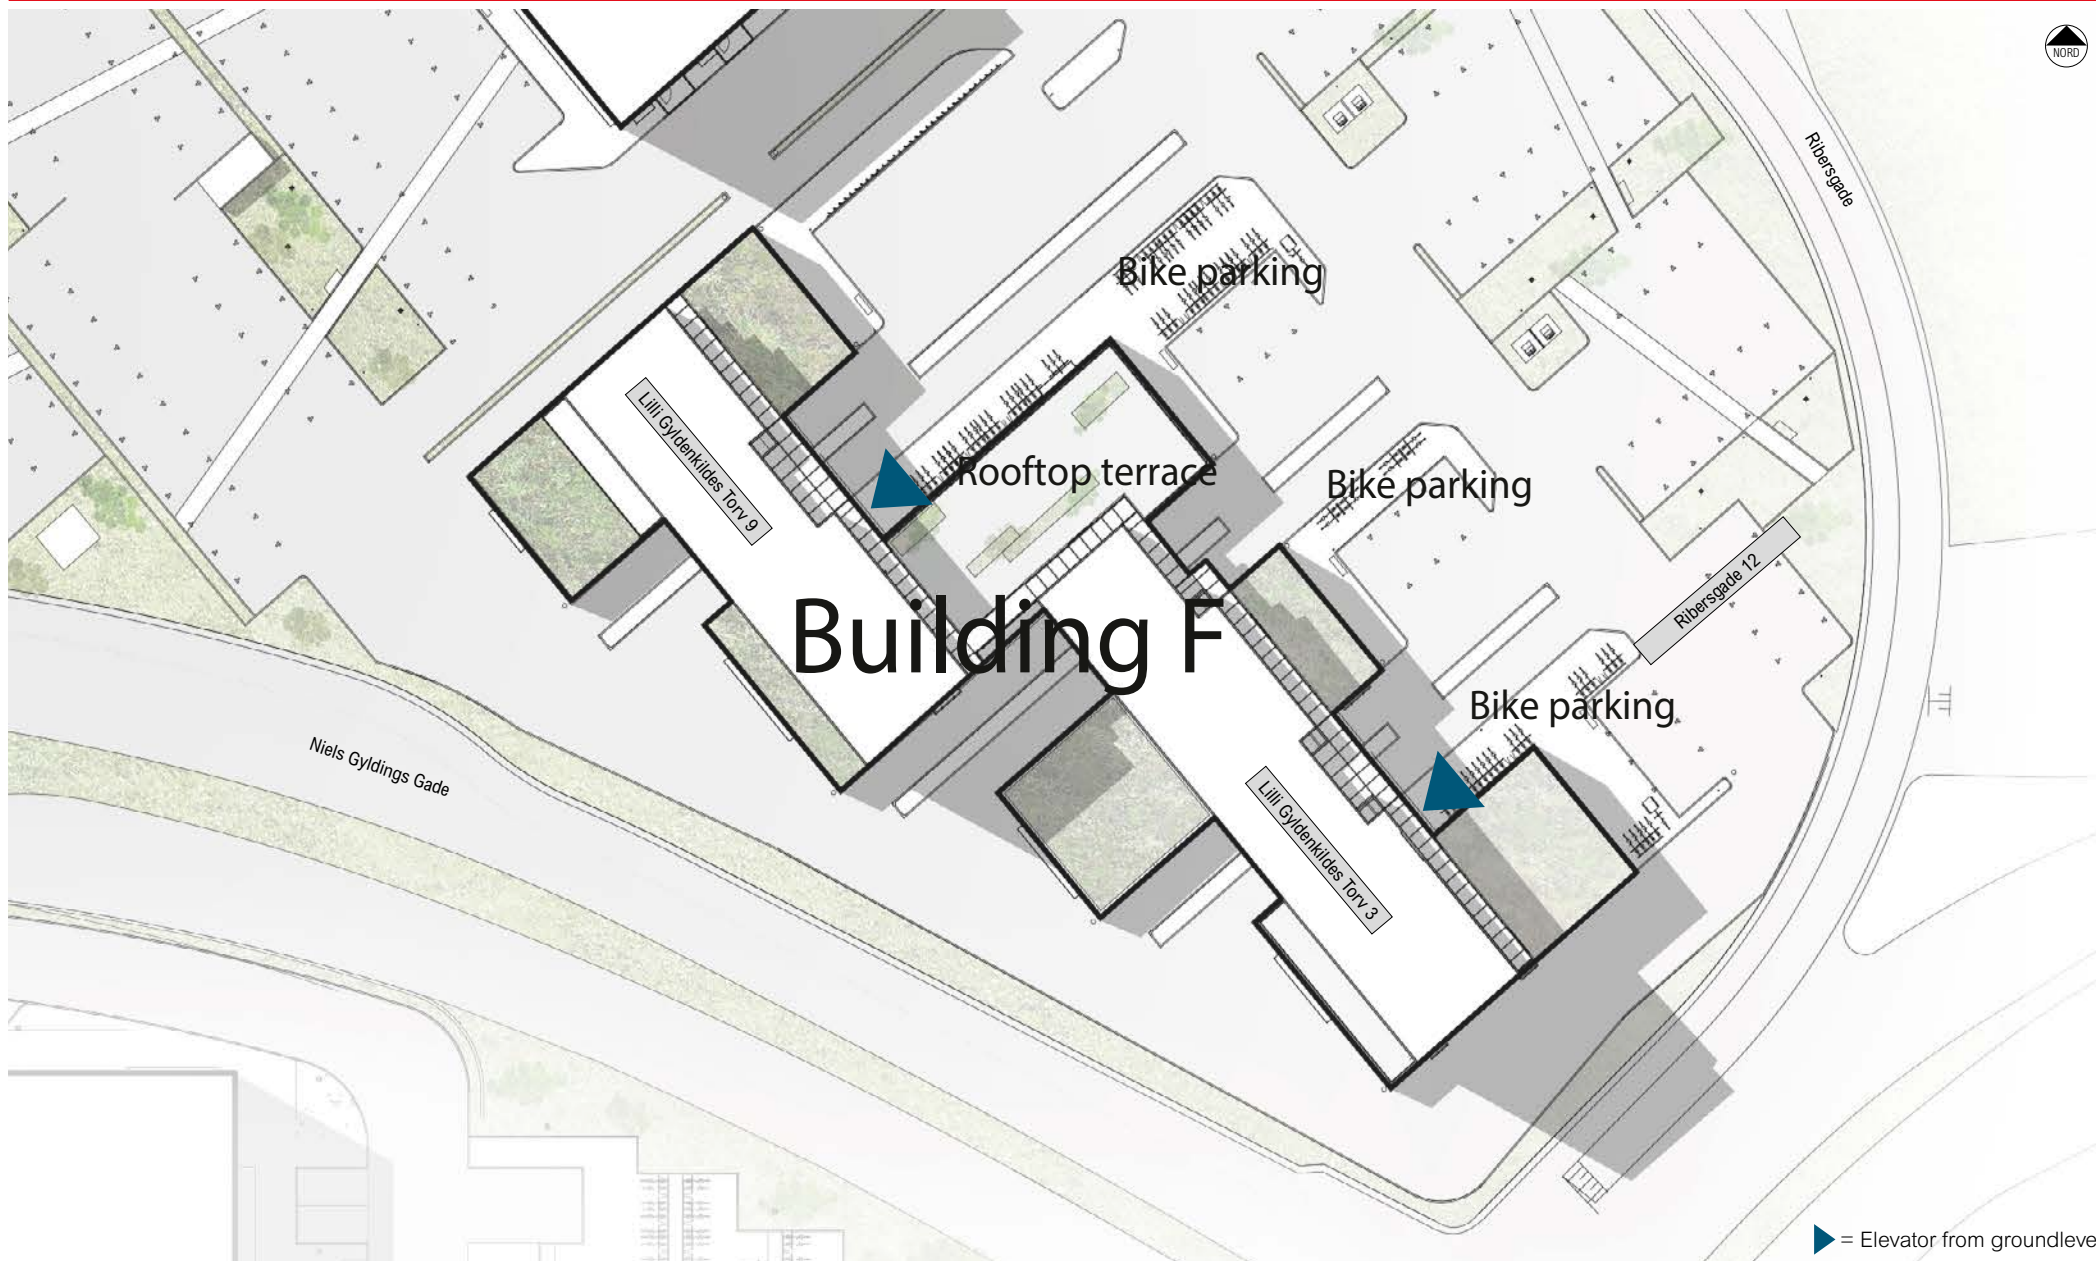 NORD
Ribersgade
Bike parking
Lilli Gyldenkildes Torv 9
Rooftop terrace
Bike parking
Ribersgade 12
Building F
Bike parking
Niels Gyldings Gade
Lilli Gyldenkildes Torv 3
= Elevator from groundleve